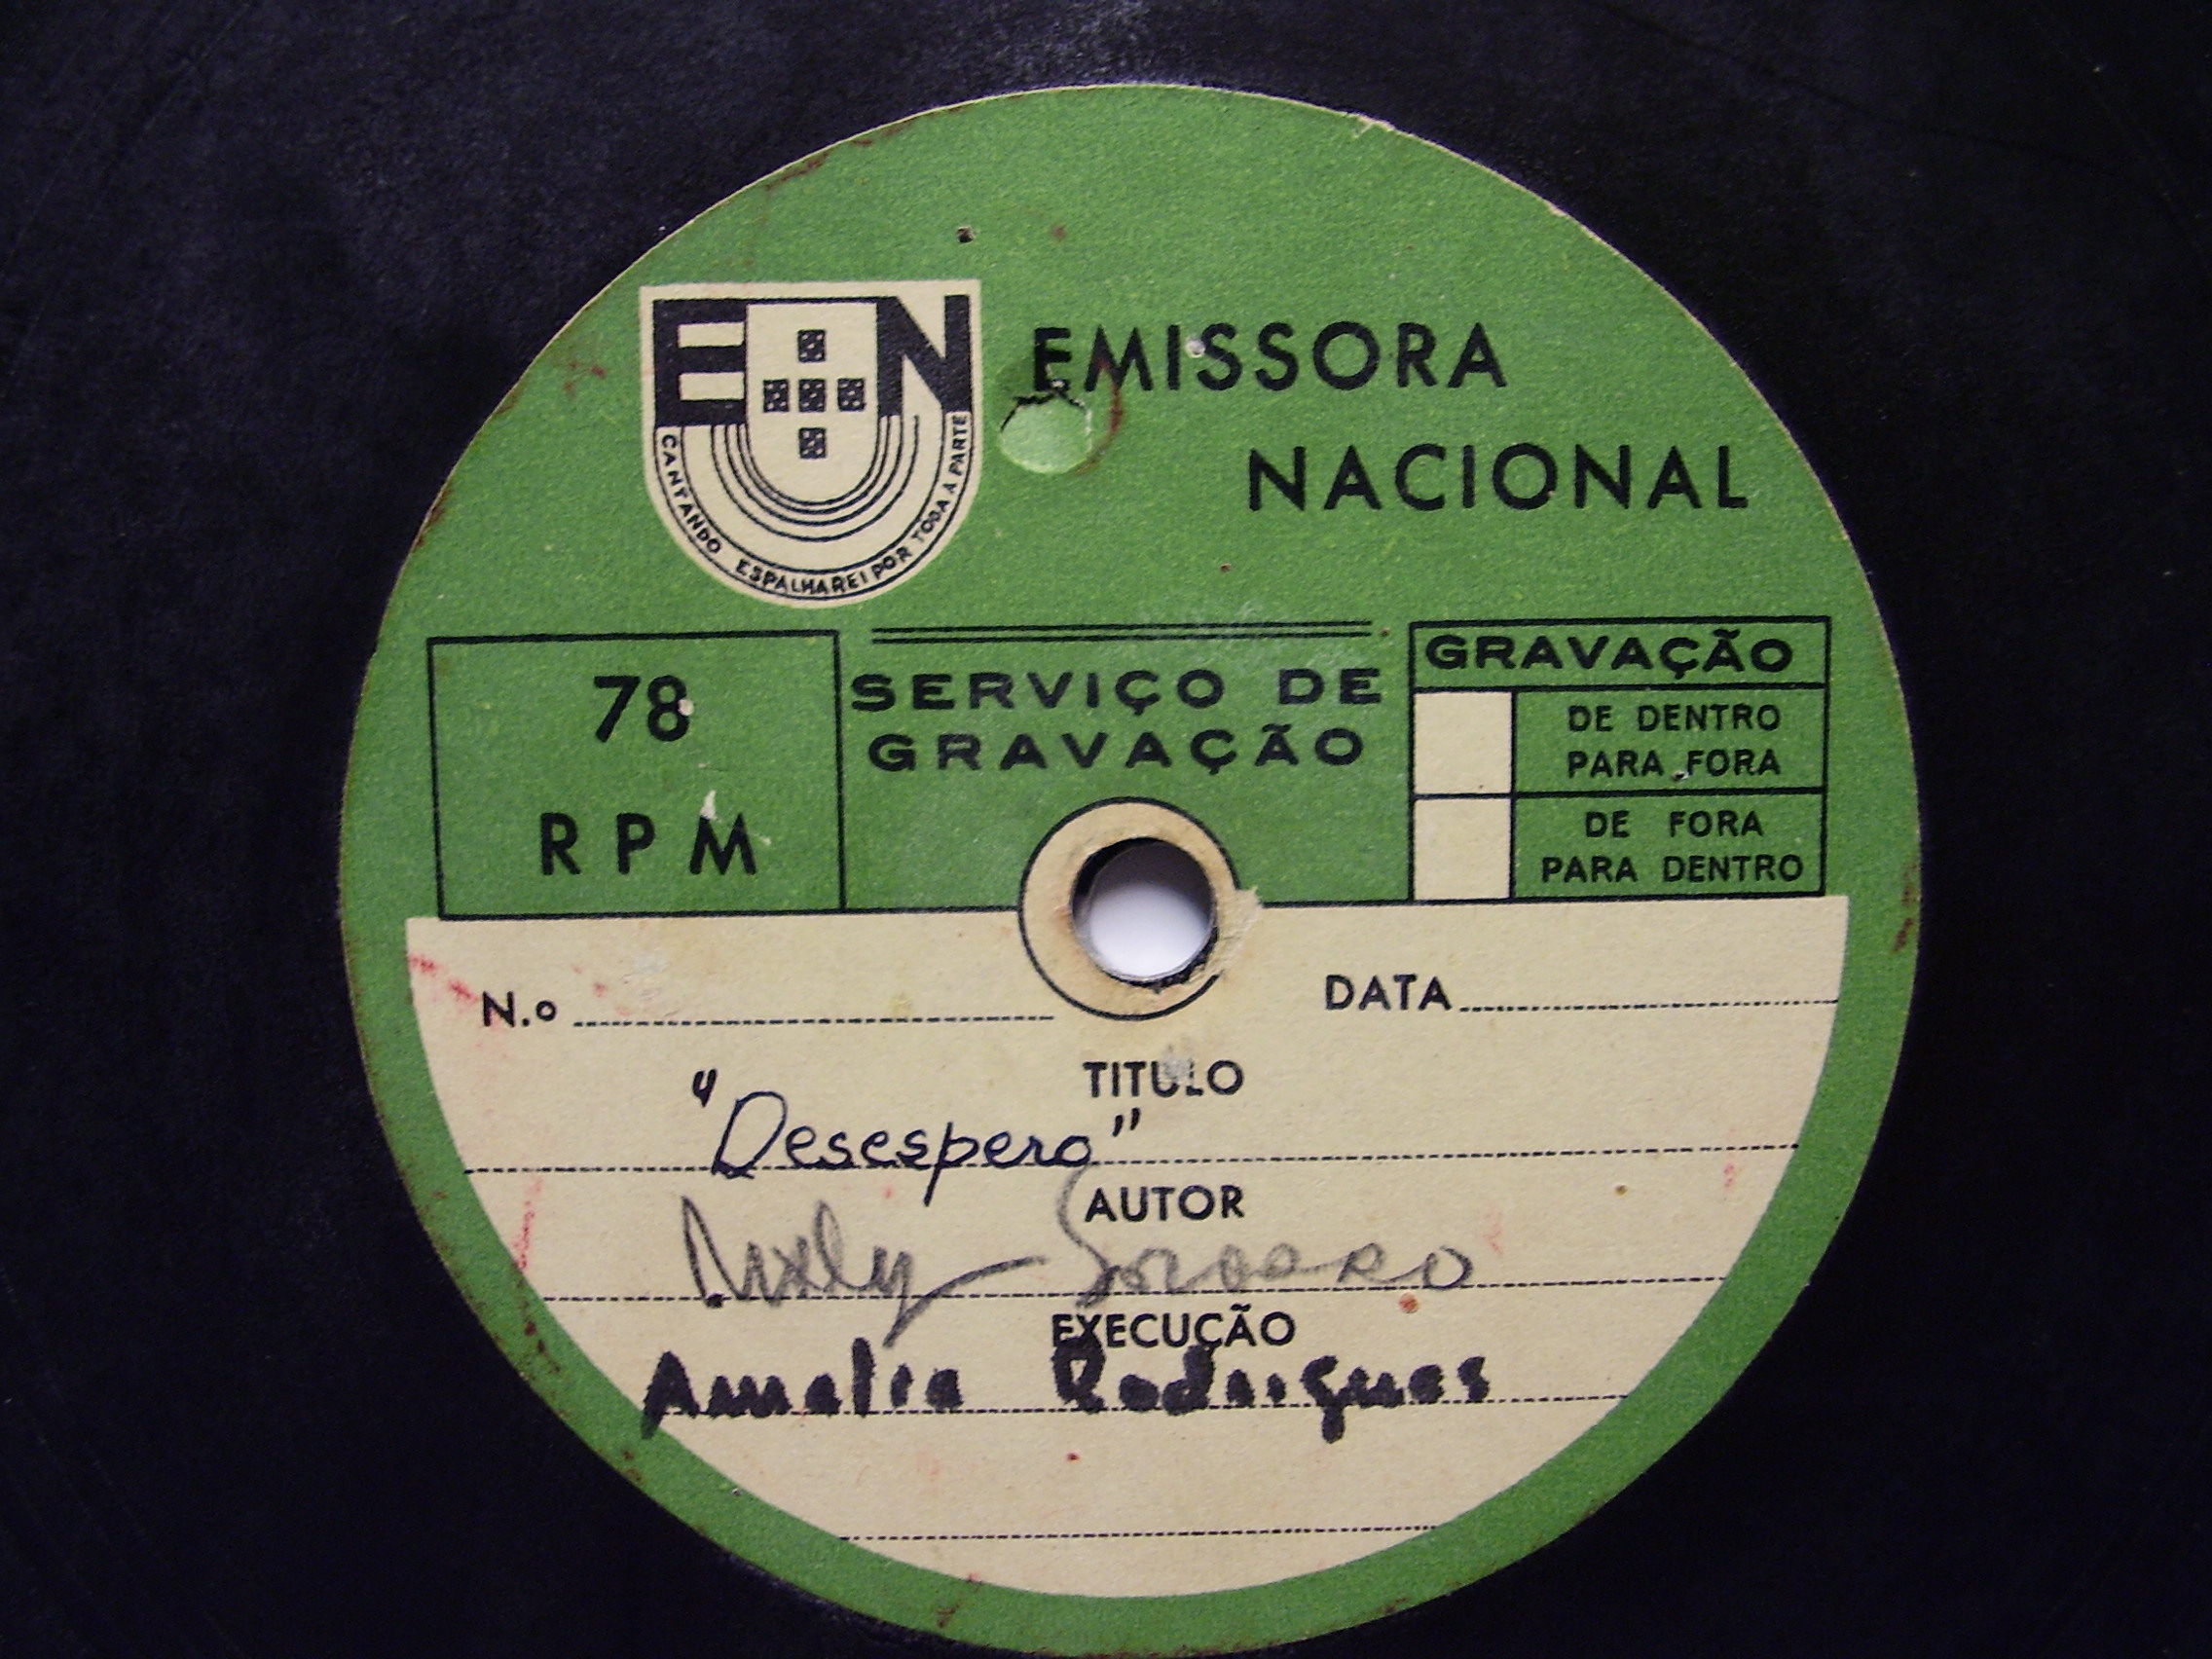 EN
CANTANDO ESPALHAREI POR TODA A PARTE
EMISSORA
NACIONAL
78
RPM
SERVIÇO DE
GRAVAÇÃO
GRAVAÇÃO
DE DENTRO
PARA FORA
DE FORA
PARA DENTRO
N.o
DATA
TITULO
"Desespero"
AUTOR
EXECUÇÃO
Amalia Rodrigues